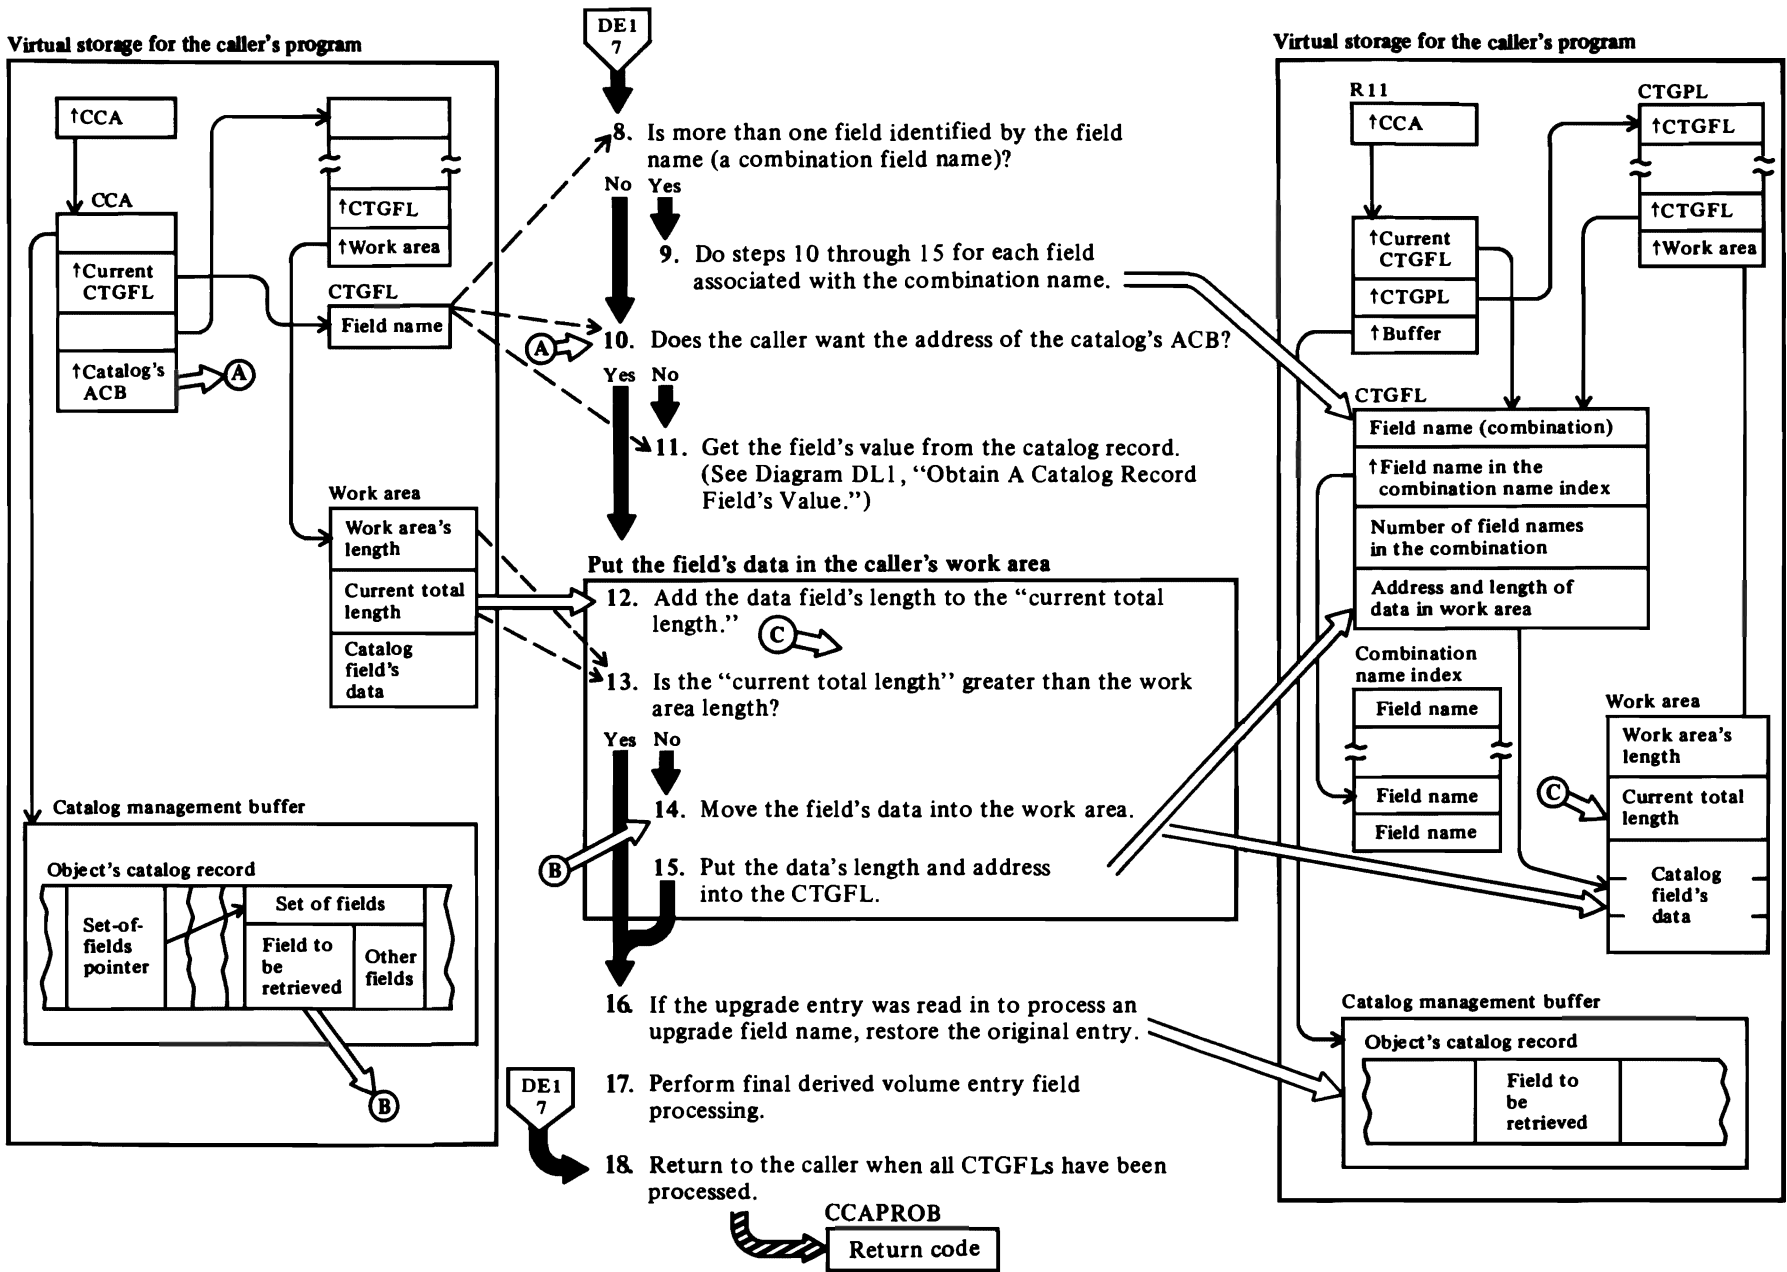 Virtual storage for the caller's program
↑CCA
CCA
↑Current
CTGFL
↑Catalog's
ACB
A
↑CTGFL
↑Work area
CTGFL
Field name
Work area
Work area's
length
Current total
length
Catalog
field's
data
Catalog management buffer
Object's catalog record
Set-of-
fields
pointer
Set of fields
Field to
be
retrieved
Other
fields
B
DE1
7
8. Is more than one field identified by the field
name (a combination field name)?
No Yes
9. Do steps 10 through 15 for each field
associated with the combination name.
A
10. Does the caller want the address of the catalog's ACB?
Yes No
11. Get the field's value from the catalog record.
(See Diagram DL1, “Obtain A Catalog Record
Field's Value.”)
Put the field's data in the caller's work area
12. Add the data field's length to the “current total
length.”
C
13. Is the “current total length” greater than the work
area length?
Yes No
14. Move the field's data into the work area.
B
15. Put the data's length and address
into the CTGFL.
16. If the upgrade entry was read in to process an
upgrade field name, restore the original entry.
DE1
7
17. Perform final derived volume entry field
processing.
18. Return to the caller when all CTGFLs have been
processed.
CCAPROB
Return code
Virtual storage for the caller's program
R11
↑CCA
CTGPL
↑CTGFL
↑CTGFL
↑Work area
↑Current
CTGFL
↑CTGPL
↑Buffer
CTGFL
Field name (combination)
↑Field name in the
combination name index
Number of field names
in the combination
Address and length of
data in work area
Combination
name index
Field name
Field name
Field name
Work area
Work area's
length
C
Current total
length
Catalog
field's
data
Catalog management buffer
Object's catalog record
Field to
be
retrieved